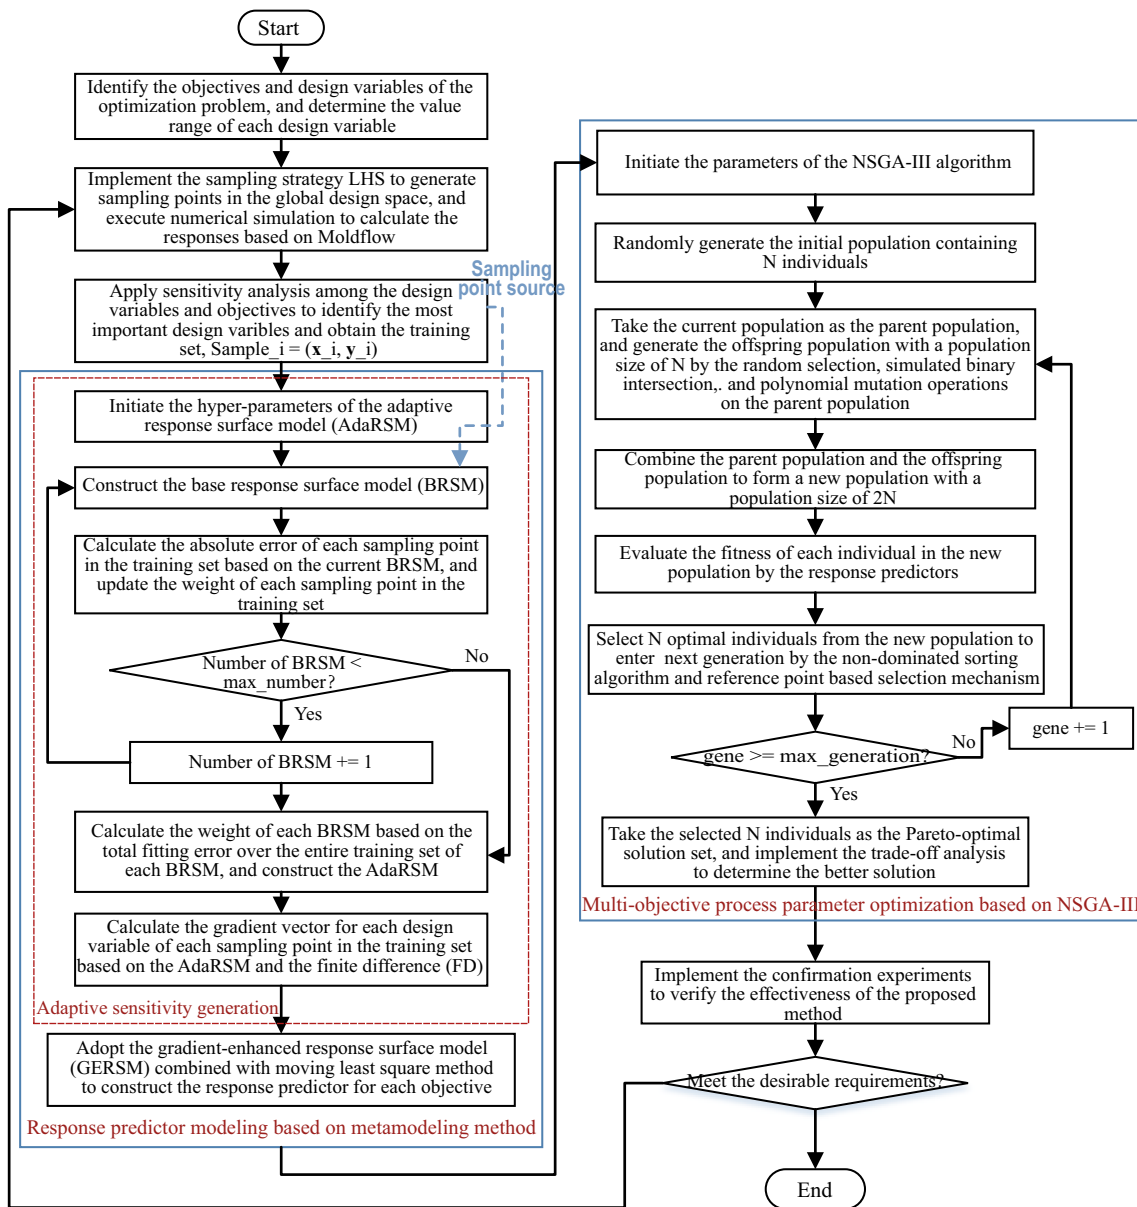 Start
Identify the objectives and design variables of the
optimization problem, and determine the value
range of each design variable
Implement the sampling strategy LHS to generate
sampling points in the global design space, and
execute numerical simulation to calculate the
responses based on Moldflow
Sampling
point source
Apply sensitivity analysis among the design
variables and objectives to identify the most
important design varibles and obtain the training
set, Sample_i = (x_i, y_i)
Initiate the hyper-parameters of the adaptive
response surface model (AdaRSM)
Construct the base response surface model (BRSM)
Calculate the absolute error of each sampling point
in the training set based on the current BRSM, and
update the weight of each sampling point in the
training set
Number of BRSM <
max_number?
No
Yes
Number of BRSM += 1
Calculate the weight of each BRSM based on the
total fitting error over the entire training set of
each BRSM, and construct the AdaRSM
Calculate the gradient vector for each design
variable of each sampling point in the training set
based on the AdaRSM and the finite difference (FD)
Adaptive sensitivity generation
Adopt the gradient-enhanced response surface model
(GERSM) combined with moving least square method
to construct the response predictor for each objective
Response predictor modeling based on metamodeling method
Initiate the parameters of the NSGA-III algorithm
Randomly generate the initial population containing
N individuals
Take the current population as the parent population,
and generate the offspring population with a population
size of N by the random selection, simulated binary
intersection,. and polynomial mutation operations
on the parent population
Combine the parent population and the offspring
population to form a new population with a
population size of 2N
Evaluate the fitness of each individual in the new
population by the response predictors
Select N optimal individuals from the new population to
enter next generation by the non-dominated sorting
algorithm and reference point based selection mechanism
gene >= max_generation?
No
gene += 1
Yes
Take the selected N individuals as the Pareto-optimal
solution set, and implement the trade-off analysis
to determine the better solution
Multi-objective process parameter optimization based on NSGA-III
Implement the confirmation experiments
to verify the effectiveness of the proposed
method
Meet the desirable requirements?
End